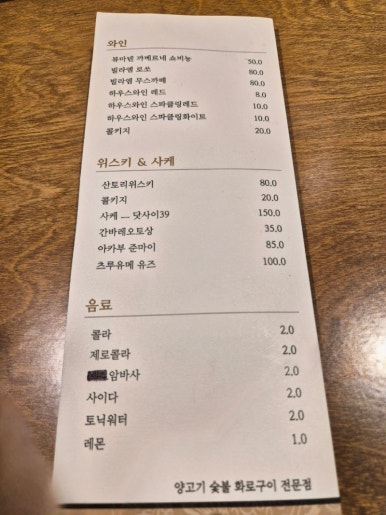 와인
뷰마넨 까베르네 쇼비뇽 50.0
빌라엠 로쏘 80.0
빌라엠 무스까떼 80.0
하우스와인 레드 8.0
하우스와인 스파클링레드 10.0
하우스와인 스파클링화이트 10.0
콜키지 20.0
위스키 & 사케
산토리위스키 80.0
콜키지 20.0
사케 ― 닷사이39 150.0
간바레오토상 35.0
아카부 준마이 85.0
츠루우메 유즈 100.0
음료
콜라 2.0
제로콜라 2.0
암바사 2.0
사이다 2.0
토닉워터 2.0
레몬 1.0
양고기 숯불 화로구이 전문점